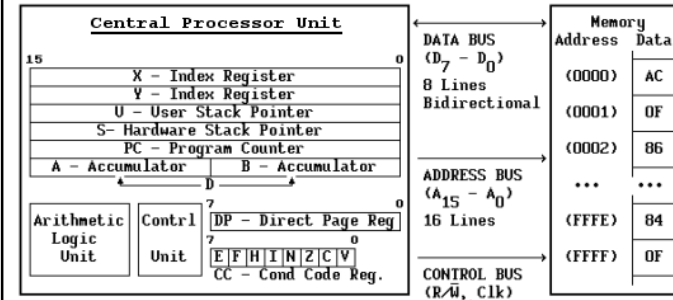 Central Processor Unit
15 0
X - Index Register
Y - Index Register
U - User Stack Pointer
S- Hardware Stack Pointer
PC - Program Counter
A - Accumulator B - Accumulator
D
Arithmetic
Logic
Unit
Contrl
Unit
7 0
DP - Direct Page Reg
7 0
E F H I N Z C V
CC - Cond Code Reg.
DATA BUS
(D7 - D0)
8 Lines
Bidirectional
ADDRESS BUS
(A15 - A0)
16 Lines
CONTROL BUS
(R/W̅, Clk)
Memory
Address Data
(0000) AC
(0001) 0F
(0002) 86
... ...
(FFFE) 84
(FFFF) 0F